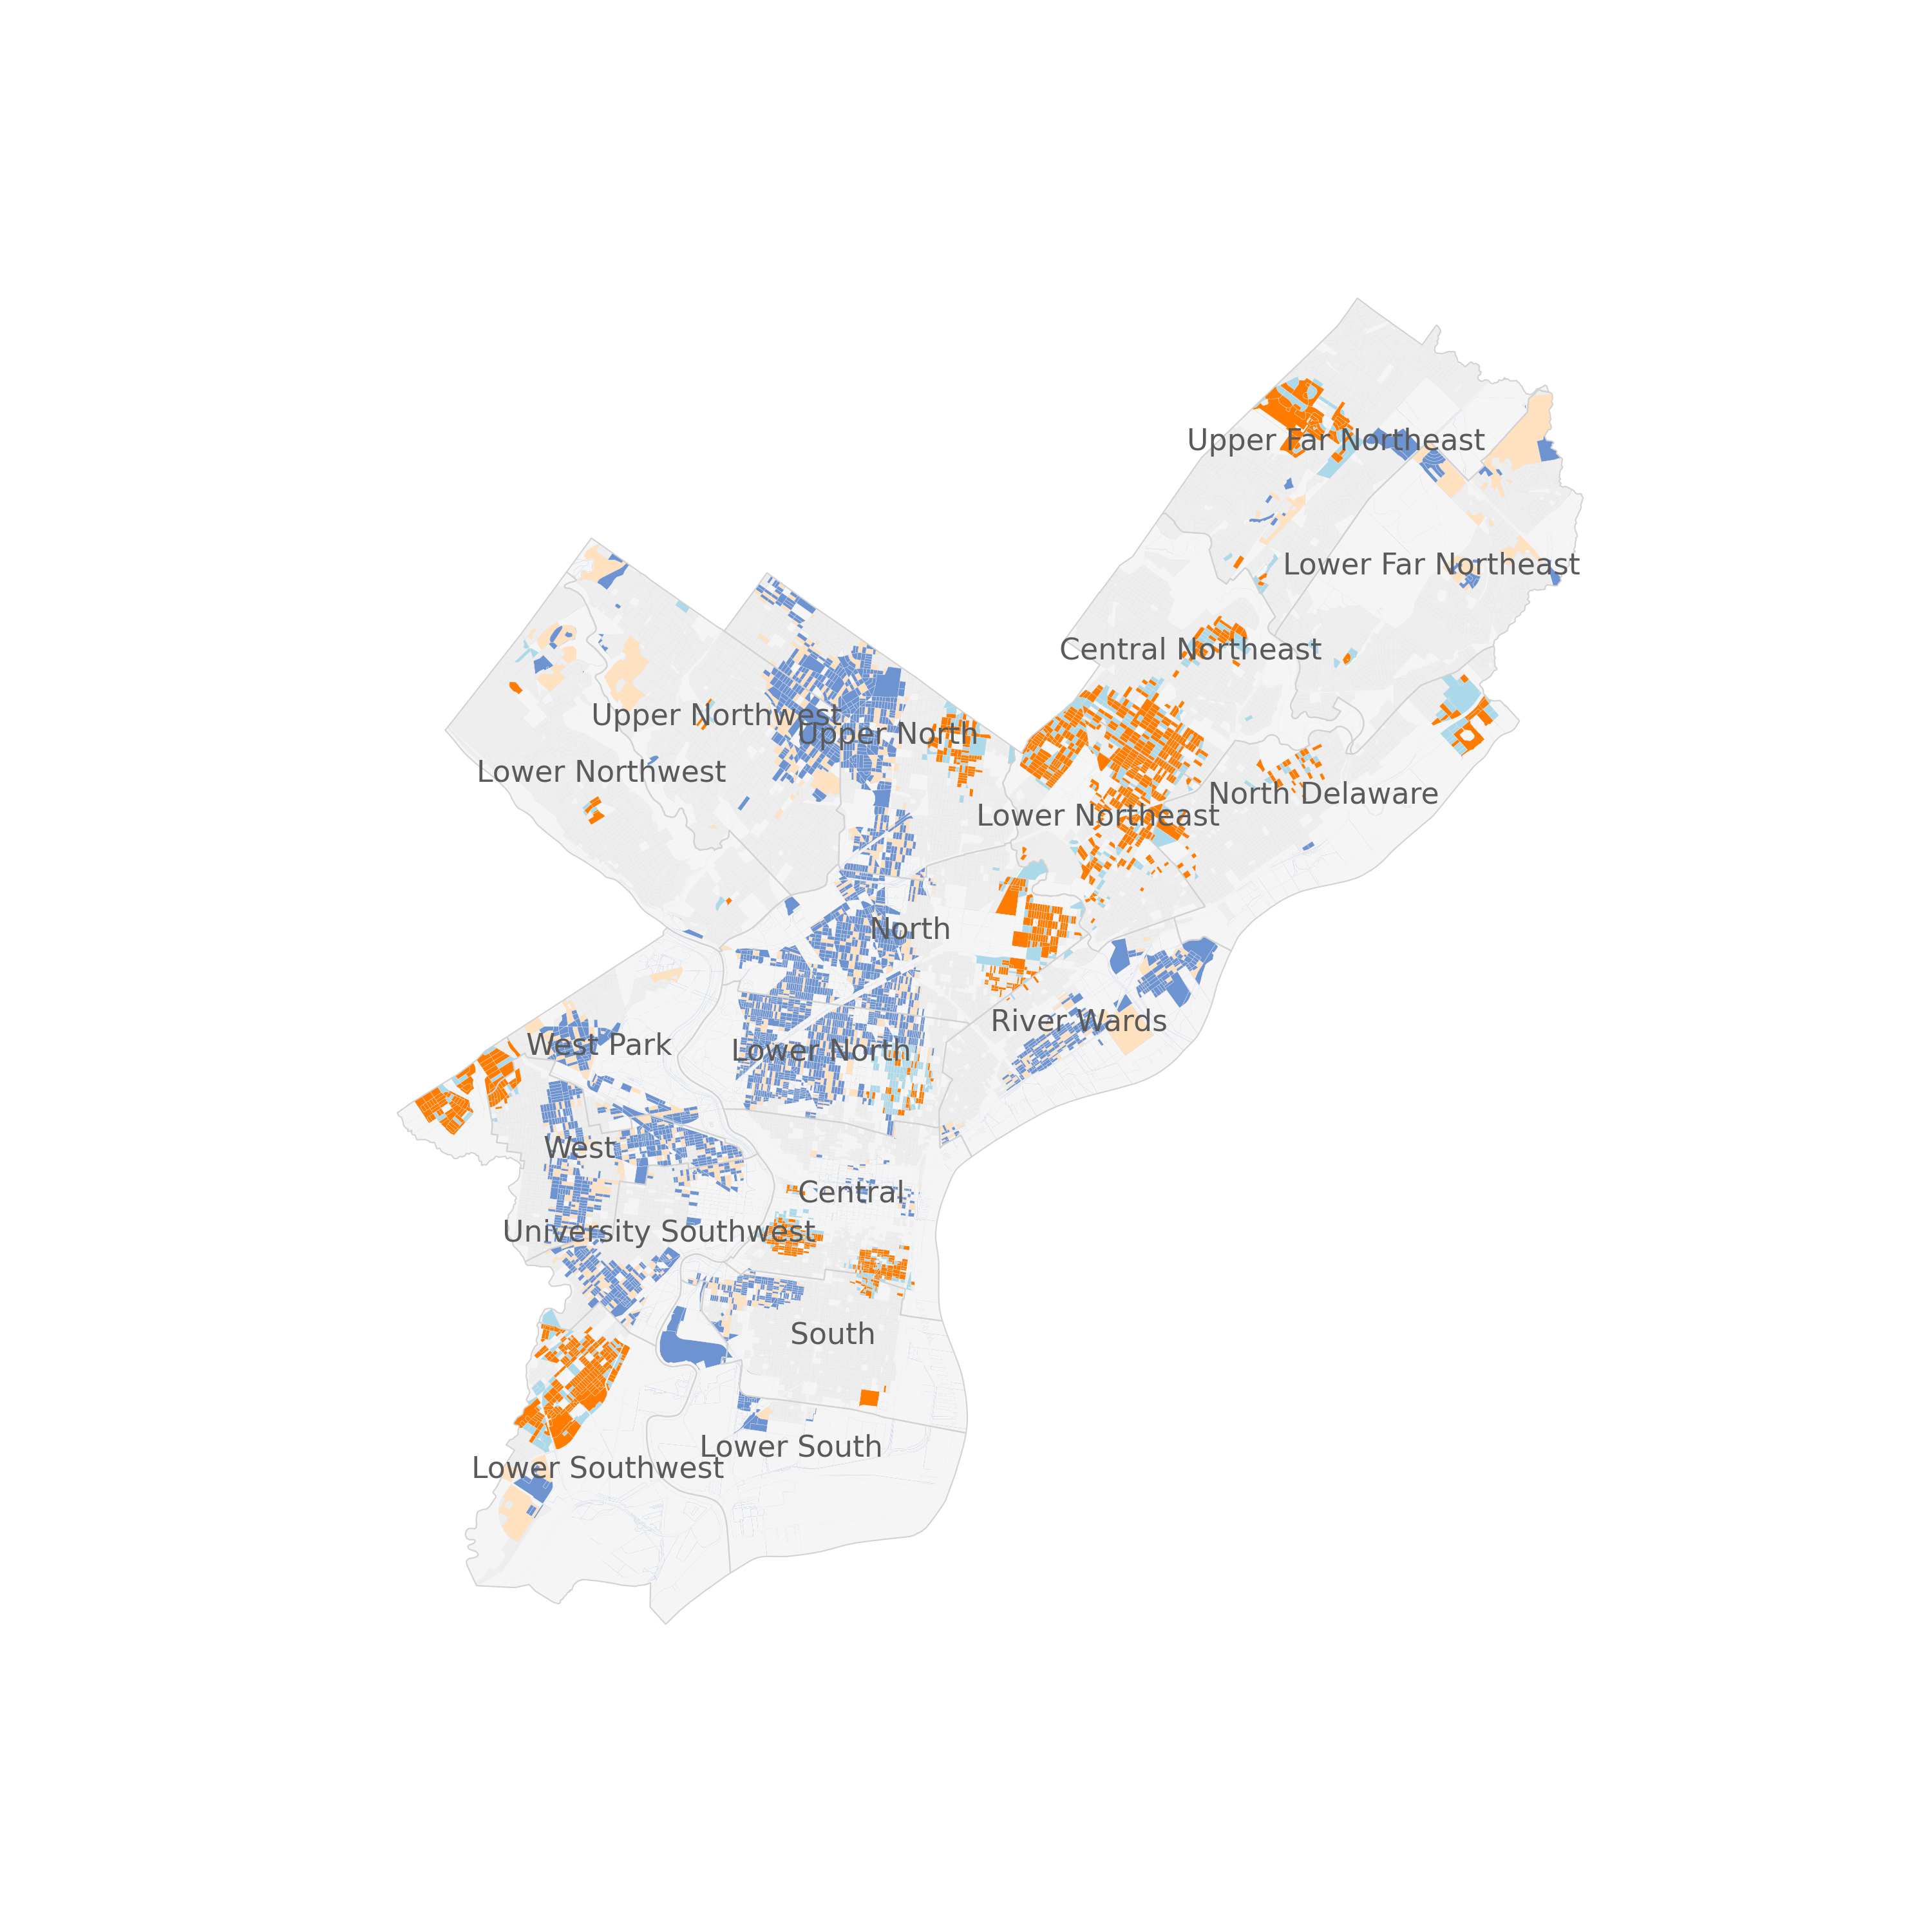 Upper Far Northeast
Lower Far Northeast
Central Northeast
Upper Northwest
Upper North
Lower Northwest
North Delaware
Lower Northeast
North
River Wards
West Park
Lower North
West
Central
University Southwest
South
Lower South
Lower Southwest